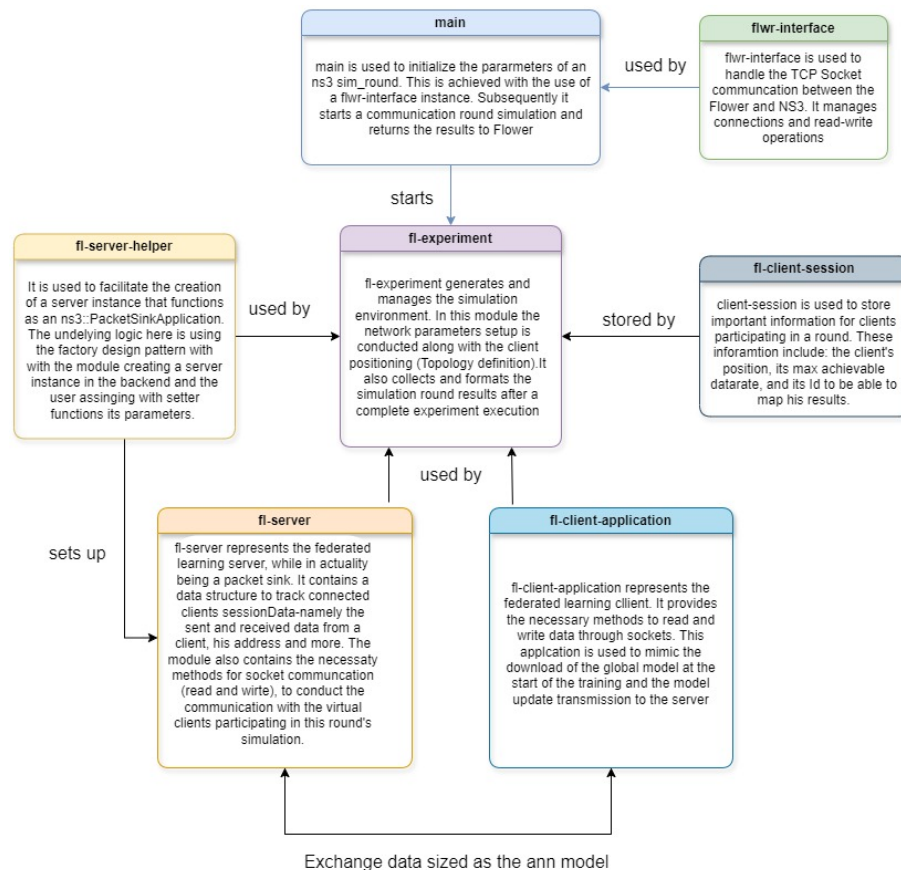 main
main is used to initialize the pararmeters of an
ns3 sim_round. This is achieved with the use of
a flwr-interface instance. Subsequently it
starts a communication round simulation and
returns the results to Flower
used by
flwr-interface
flwr-interface is used to
handle the TCP Socket
communcation between the
Flower and NS3. It manages
connections and read-write
operations
starts
fl-server-helper
It is used to facilitate the creation
of a server instance that functions
as an ns3::PacketSinkApplication.
The undelying logic here is using
the factory design pattern with
with the module creating a server
instance in the backend and the
user assinging with setter
functions its parameters.
used by
fl-experiment
fl-experiment generates and
manages the simulation
environment. In this module the
network parameters setup is
conducted along with the client
positioning (Topology definition).It
also collects and formats the
simulation round results after a
complete experiment execution
stored by
fl-client-session
client-session is used to store
important information for clients
participating in a round. These
inforamtion include: the client's
position, its max achievable
datarate, and its Id to be able to
map his results.
used by
sets up
fl-server
fl-server represents the federated
learning server, while in actuality
being a packet sink. It contains a
data structure to track connected
clients sessionData-namely the
sent and received data from a
client, his address and more. The
module also contains the necessaty
methods for socket communcation
(read and wirte), to conduct the
communication with the virtual
clients participating in this round's
simulation.
fl-client-application
fl-client-application represents the
federated learning cllient. It provides
the necessary methods to read and
write data through sockets. This
applcation is used to mimic the
download of the global model at the
start of the training and the model
update transmission to the server
Exchange data sized as the ann model